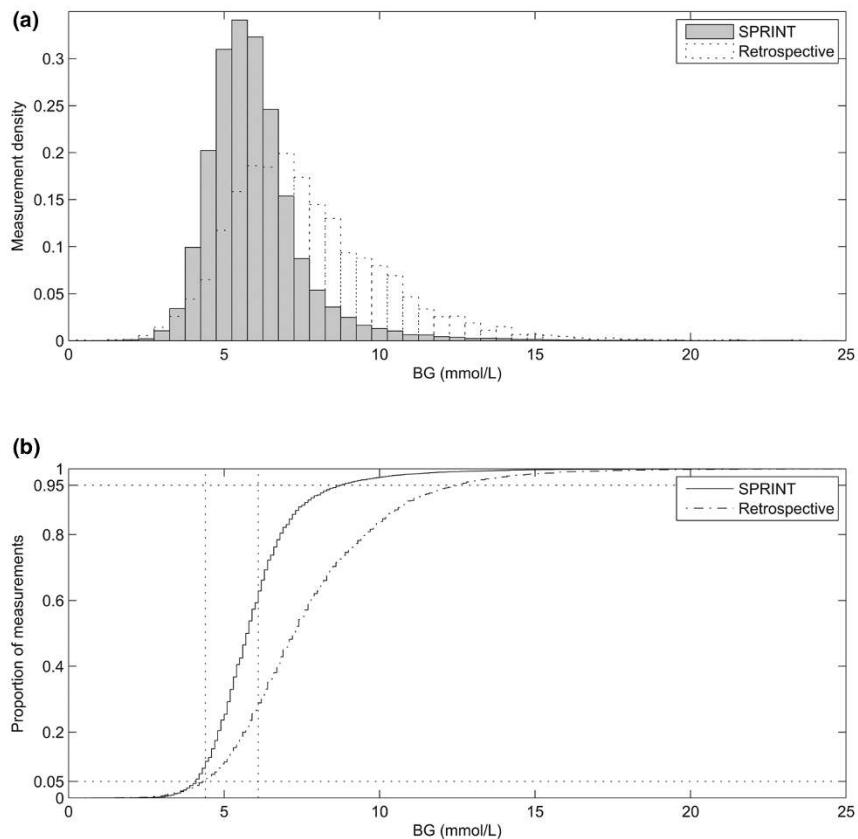 (a)
SPRINT
Retrospective
0.3
0.25
0.2
0.15
0.1
0.05
0
Measurement density
0 5 10 15 20 25
BG (mmol/L)
(b)
SPRINT
Retrospective
1
0.95
0.8
0.6
0.4
0.2
0.05
0
Proportion of measurements
0 5 10 15 20 25
BG (mmol/L)